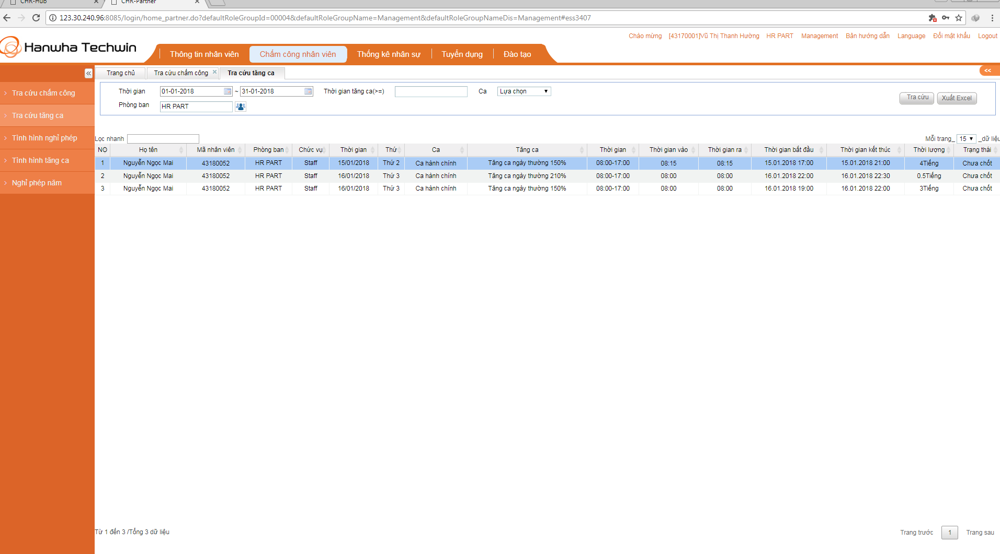 CHR-Hub
CHR-Partner
123.30.240.96:8085/login/home_partner.do?defaultRoleGroupId=00004&defaultRoleGroupName=Management&defaultRoleGroupNameDis=Management#ess3407
Chào mừng [43170001]Vũ Thị Thanh Hường HR PART Management Bản hướng dẫn Language Đổi mật khẩu Logout
Hanwha Techwin
Thông tin nhân viên Chấm công nhân viên Thống kê nhân sự Tuyển dụng Đào tạo
Trang chủ Tra cứu chấm công Tra cứu tăng ca
<<
Tra cứu chấm công
Tra cứu tăng ca
Tình hình nghỉ phép
Tình hình tăng ca
Nghỉ phép năm
Thời gian 01-01-2018 ~ 31-01-2018 Thời gian tăng ca(>=) Ca Lựa chọn
Phòng ban HR PART
Tra cứu Xuất Excel
Lọc nhanh
Mỗi trang_ 15 _dữ liệu
NO Họ tên Mã nhân viên Phòng ban Chức vụ Thời gian Thứ Ca Tăng ca Thời gian Thời gian vào Thời gian ra Thời gian bắt đầu Thời gian kết thúc Thời lượng Trạng thái
1 Nguyễn Ngọc Mai 43180052 HR PART Staff 15/01/2018 Thứ 2 Ca hành chính Tăng ca ngày thường 150% 08:00-17:00 08:15 08:15 15.01.2018 17:00 15.01.2018 21:00 4Tiếng Chưa chốt
2 Nguyễn Ngọc Mai 43180052 HR PART Staff 16/01/2018 Thứ 3 Ca hành chính Tăng ca ngày thường 210% 08:00-17:00 08:00 08:00 16.01.2018 22:00 16.01.2018 22:30 0.5Tiếng Chưa chốt
3 Nguyễn Ngọc Mai 43180052 HR PART Staff 16/01/2018 Thứ 3 Ca hành chính Tăng ca ngày thường 150% 08:00-17:00 08:00 08:00 16.01.2018 19:00 16.01.2018 22:00 3Tiếng Chưa chốt
Từ 1 đến 3 /Tổng 3 dữ liệu
Trang trước 1 Trang sau